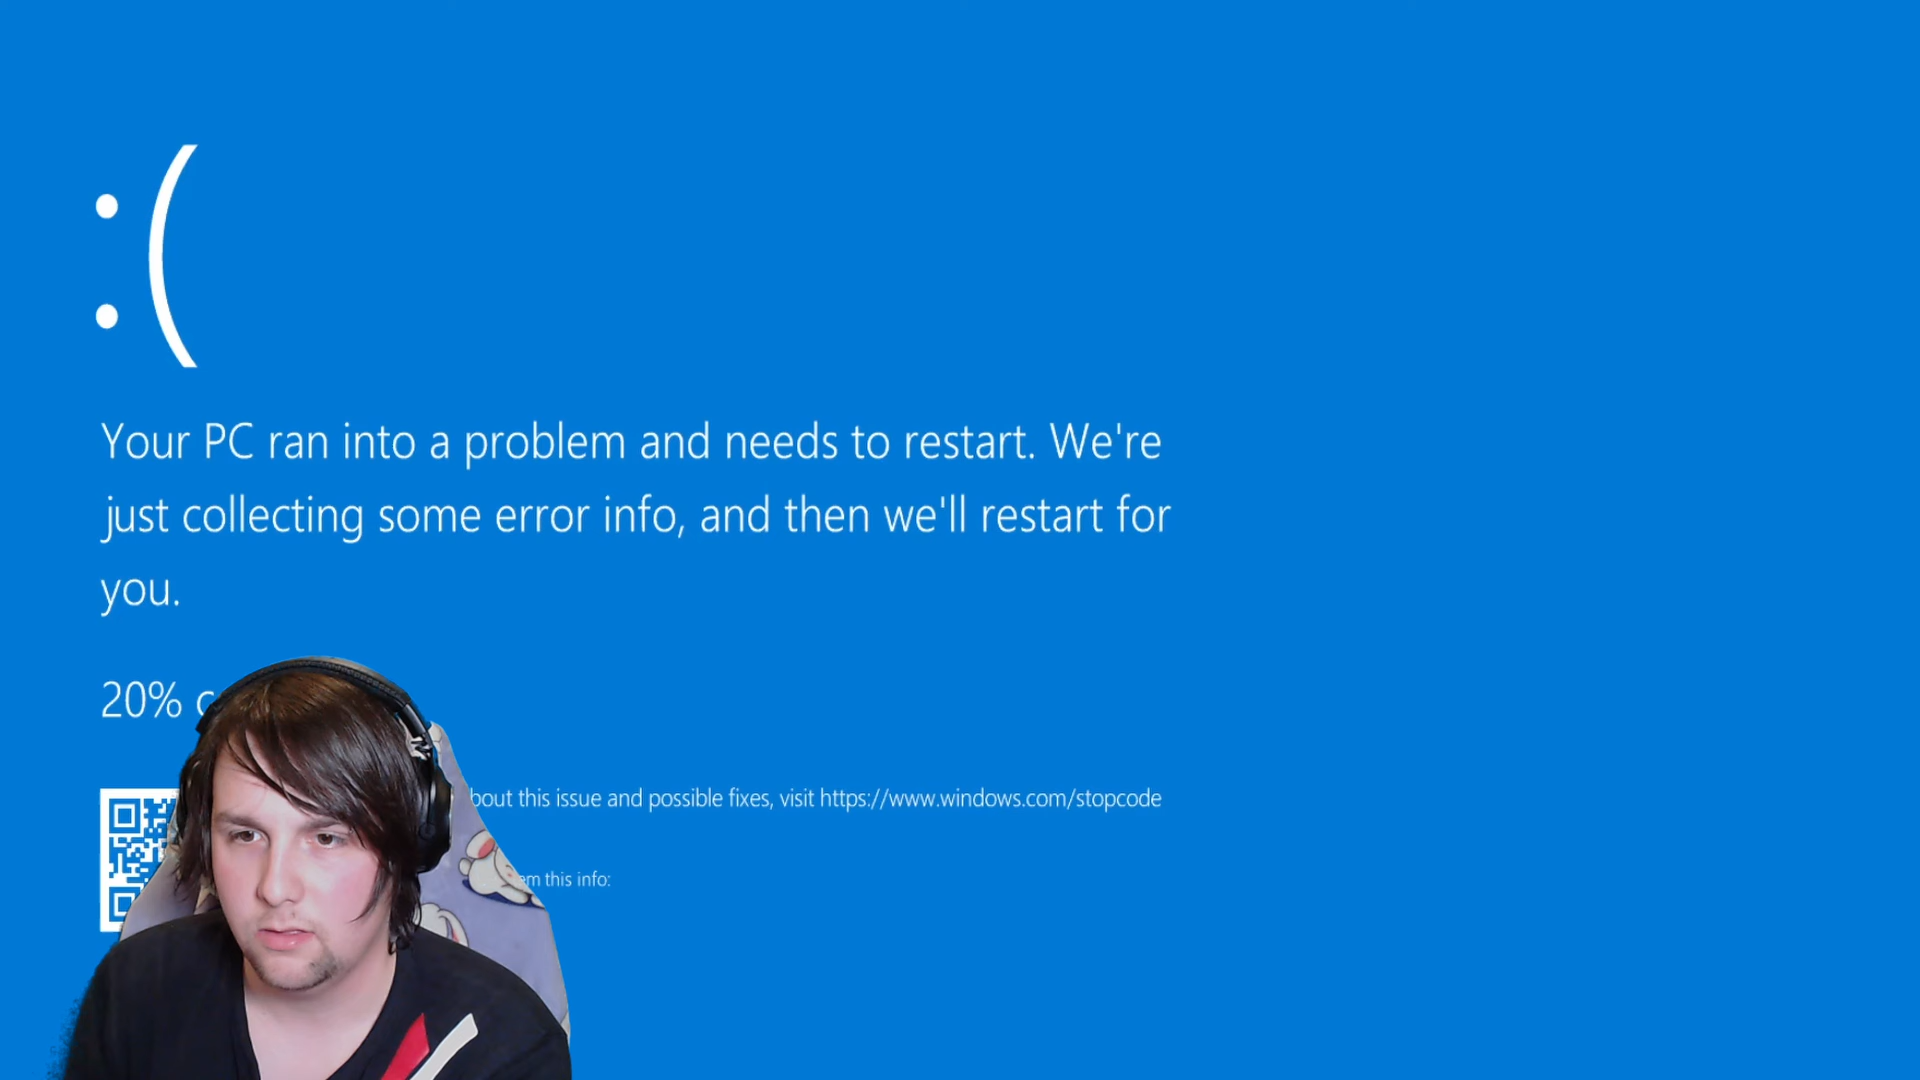 :(
Your PC ran into a problem and needs to restart. We're
just collecting some error info, and then we'll restart for
you.
20%
this issue and possible fixes, visit https://www.windows.com/stopcode
this info: